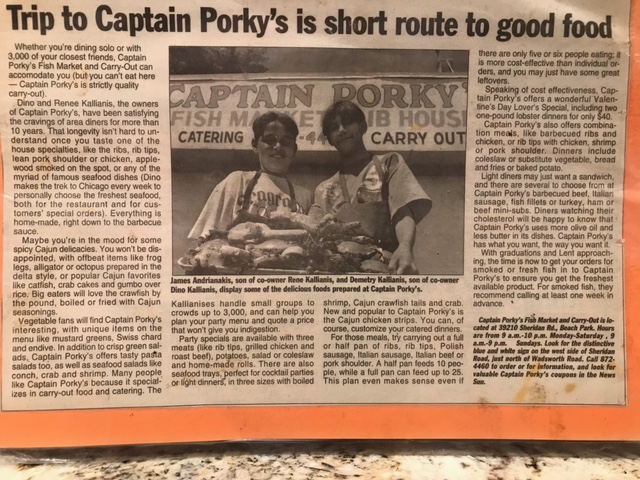 Trip to Captain Porky's is short route to good food
Whether you're dining solo or with
3,000 of your closest friends, Captain
Porky's Fish Market and Carry-Out can
accomodate you (but you can't eat here
— Captain Porky's is strictly quality
carry-out).
Dino and Renee Kallianis, the owners
of Captain Porky's, have been satisfying
the cravings of area diners for more than
10 years. That longevity isn't hard to un-
derstand once you taste one of the
house specialties, like the ribs, rib tips,
lean pork shoulder or chicken, apple-
wood smoked on the spot, or any of the
myriad of famous seafood dishes (Dino
makes the trek to Chicago every week to
personally choose the freshest seafood,
both for the restaurant and for cus-
tomers' special orders). Everything is
home-made, right down to the barbecue
sauce.
Maybe you're in the mood for some
spicy Cajun delicacies. You won't be dis-
appointed, with offbeat items like frog
legs, alligator or octopus prepared in the
delta style, or popular Cajun favorites
like catfish, crab cakes and gumbo over
rice. Big eaters will love the crawfish by
the pound, boiled or fried with Cajun
seasonings.
Vegetable fans will find Captain Porky's
interesting, with unique items on the
menu like mustard greens, Swiss chard
and endive. In addition to crisp green sal-
ads, Captain Porky's offers tasty pasta
salads too, as well as seafood salads like
conch, crab and shrimp. Many people
like Captain Porky's because it special-
izes in carry-out food and catering. The
CAPTAIN PORKY'S
FISH MARKET RIB HOUS
CATERING -44 CARRY OUT
James Andrianakis, son of co-owner Rene Kallianis, and Demetry Kallianis, son of co-owner
Dino Kallianis, display some of the delicious foods prepared at Captain Porky's.
Kallianises handle small groups to
crowds up to 3,000, and can help you
plan your party menu and quote a price
that won't give you indigestion.
Party specials are available with three
meats (like rib tips, grilled chicken and
roast beef), potatoes, salad or coleslaw
and home-made rolls. There are also
seafood trays, perfect for cocktail parties
or light dinners, in three sizes with boiled
shrimp, Cajun crawfish tails and crab.
New and popular to Captain Porky's is
the Cajun chicken strips. You can, of
course, customize your catered dinners.
For those meals, try carrying out a full
or half pan of ribs, rib tips, Polish
sausage, Italian sausage, Italian beef or
pork shoulder. A half pan feeds 10 peo-
ple, while a full pan can feed up to 25.
This plan even makes sense even if
there are only five or six people eating; it
is more cost-effective than individual or-
ders, and you may just have some great
leftovers.
Speaking of cost effectiveness, Cap-
tain Porky's offers a wonderful Valen-
tine's Day Lover's Special, including two
one-pound lobster dinners for only $40.
Captain Porky's also offers combina-
tion meals, like barbecued ribs and
chicken, or rib tips with chicken, shrimp
or pork shoulder. Dinners include
coleslaw or substitute vegetable, bread
and fries or baked potato.
Light diners may just want a sandwich,
and there are several to choose from at
Captain Porky's barbecued beef, Italian
sausage, fish fillets or turkey, ham or
beef mini-subs. Diners watching their
cholesterol will be happy to know that
Captain Porky's uses more olive oil and
less butter in its dishes. Captain Porky's
has what you want, the way you want it.
With graduations and Lent approach-
ing, the time is now to get your orders for
smoked or fresh fish in to Captain
Porky's to ensure you get the freshest
available product. For smoked fish, they
recommend calling at least one week in
advance.
Captain Porky's Fish Market and Carry-Out is lo-
cated at 39210 Sheridan Rd., Beach Park. Hours
are from 9 a.m.-10 p.m. Monday-Saturday, 9
a.m.-9 p.m. Sundays. Look for the distinctive
blue and white sign on the west side of Sheridan
Road, just north of Wadsworth Road. Call 872-
4460 to order or for information, and look for
valuable Captain Porky's coupons in the News
Sun.